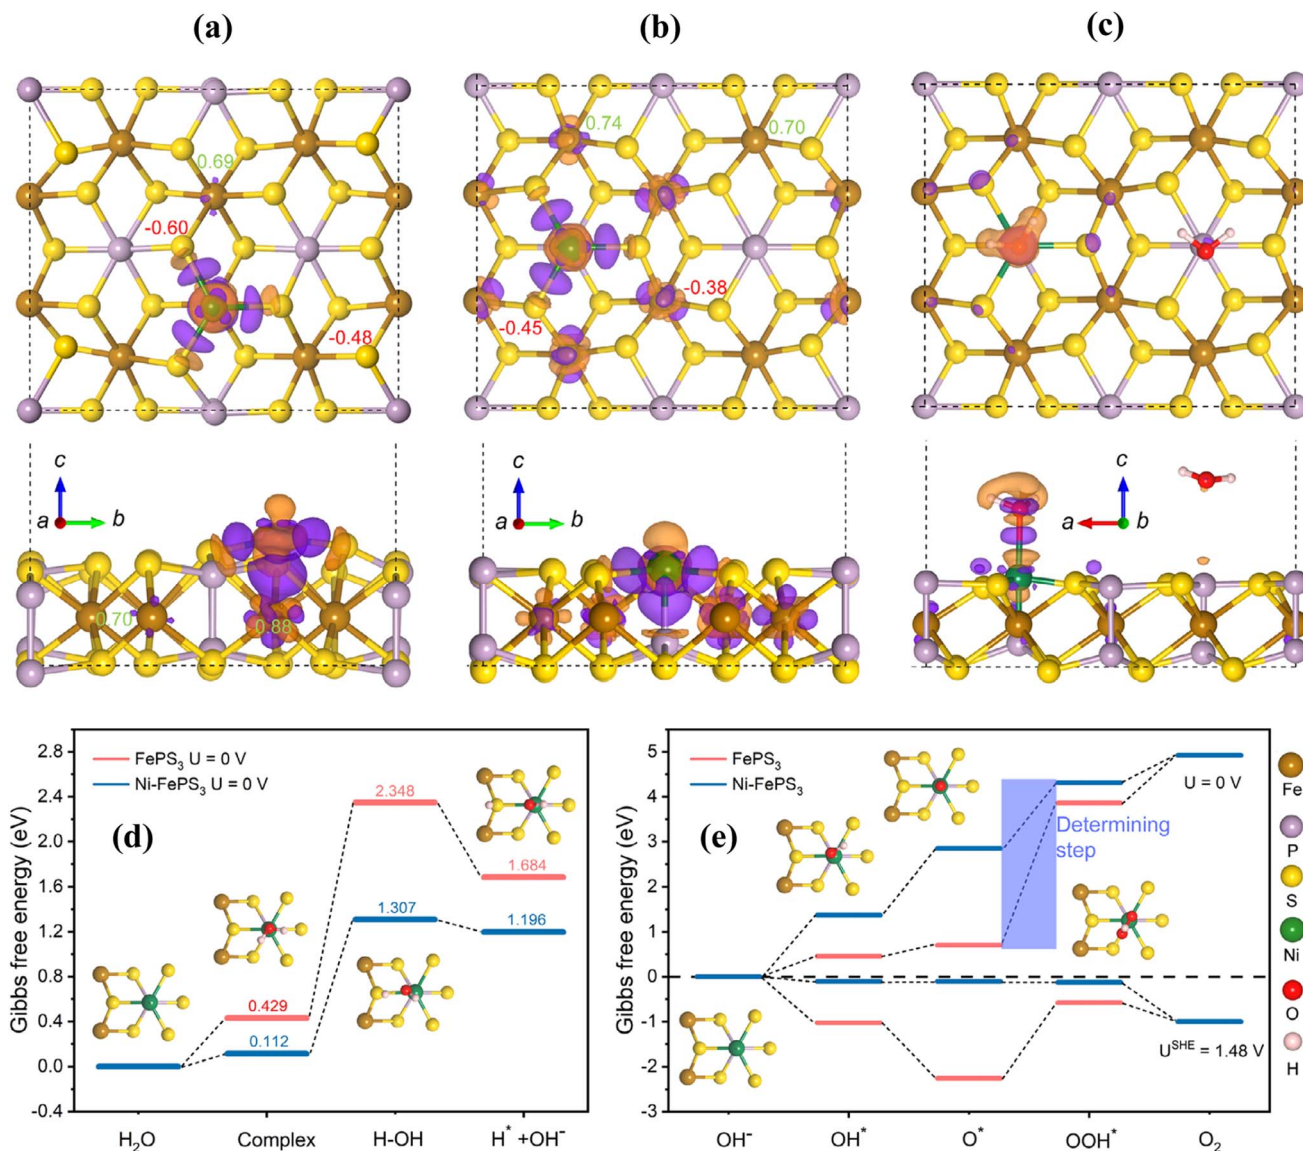 (a)
(b)
(c)
0.69
-0.60
-0.48
0.74
0.70
-0.38
-0.45
c
a
b
0.70
0.88
c
a
b
c
a
b
(d)
FePS3 U = 0 V
Ni-FePS3 U = 0 V
Gibbs free energy (eV)
2.8
2.4
2.0
1.6
1.2
0.8
0.4
0.0
-0.4
2.348
1.684
1.307
1.196
0.429
0.112
H2O
Complex
H-OH
H* +OH-
(e)
FePS3
Ni-FePS3
Gibbs free energy (eV)
5
4
3
2
1
0
-1
-2
-3
U = 0 V
Determining
step
U^SHE = 1.48 V
OH-
OH*
O*
OOH*
O2
Fe
P
S
Ni
O
H